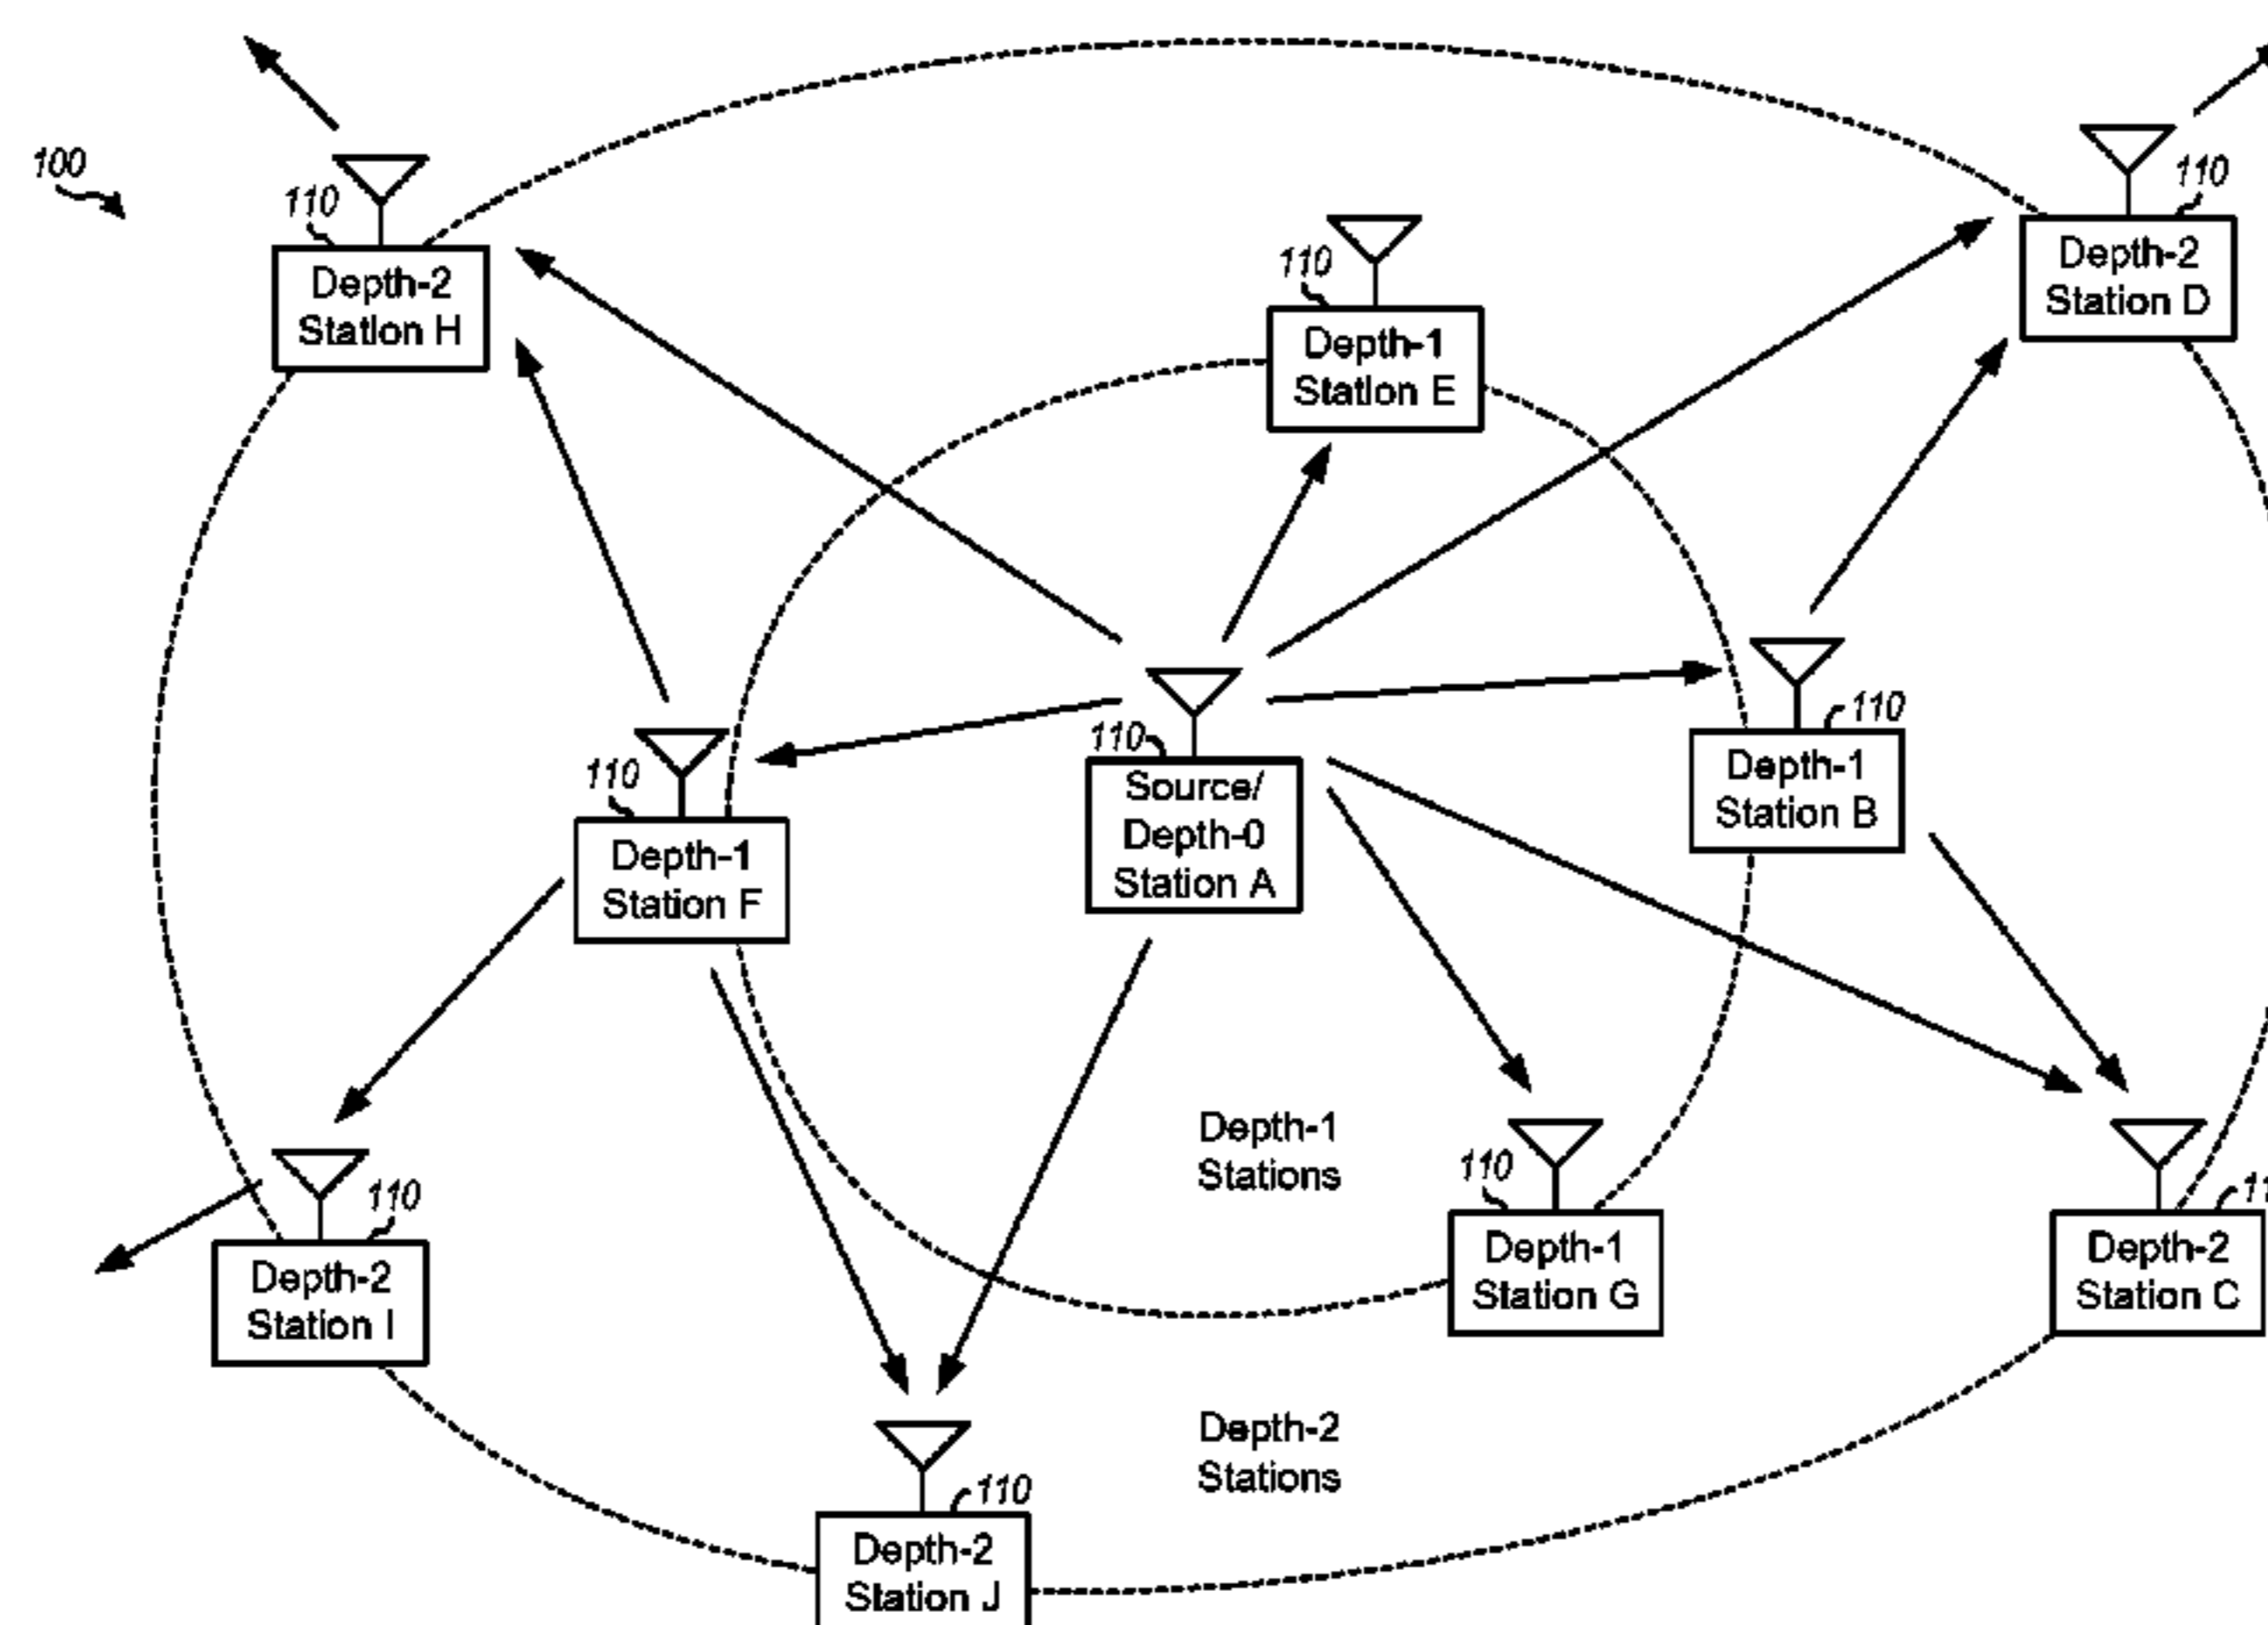 100
110
Depth-2
Station H
110
Depth-2
Station D
110
Depth-1
Station E
110
Depth-1
Station B
110
Source/
Depth-0
Station A
110
Depth-1
Station F
Depth-1
Stations
110
Depth-1
Station G
Depth-2
Station C
110
Depth-2
Station I
Depth-2
Stations
110
Depth-2
Station J